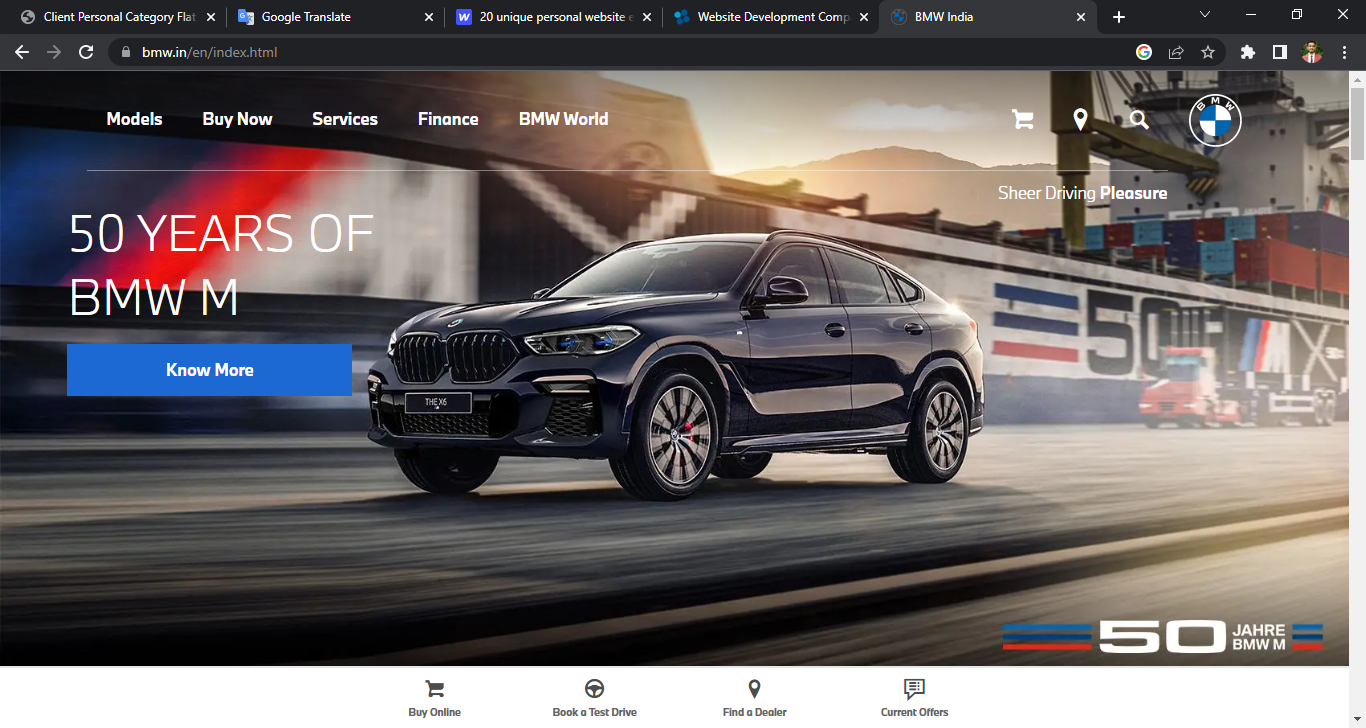 Client Personal Category Flat
Google Translate
20 unique personal website e
Website Development Comp
BMW India
bmw.in/en/index.html
Models
Buy Now
Services
Finance
BMW World
BMW
Sheer Driving Pleasure
50 YEARS OF
BMW M
Know More
THE X6
50
50 JAHRE
BMW M
Buy Online
Book a Test Drive
Find a Dealer
Current Offers